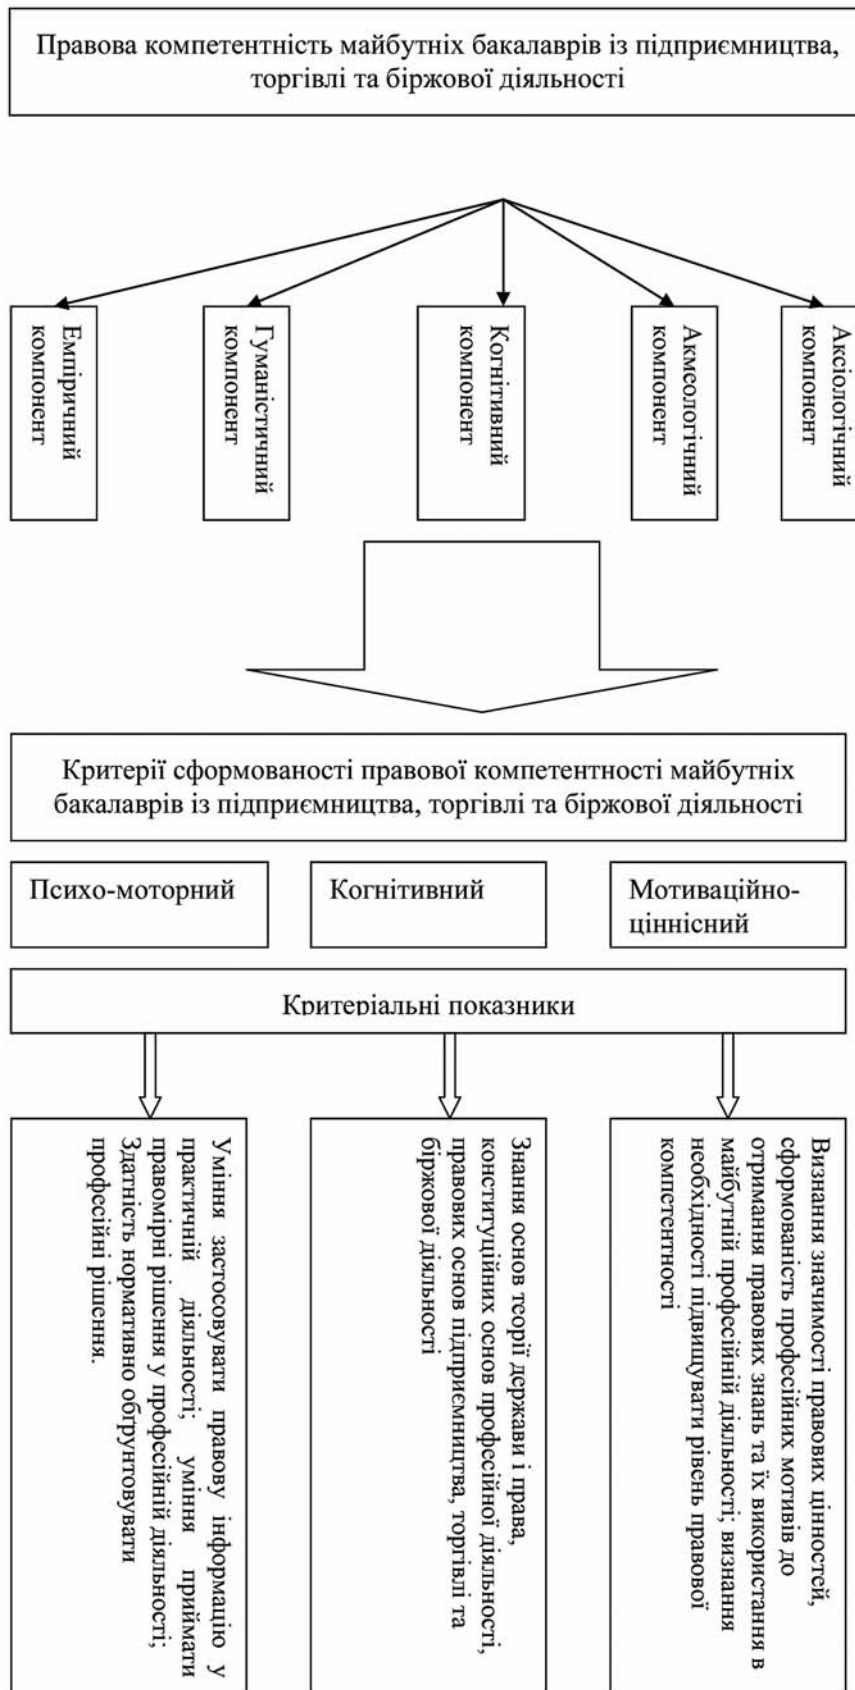 Правова компетентність майбутніх бакалаврів із підприємництва,
торгівлі та біржової діяльності
Емпіричний
компонент
Гуманістичний
компонент
Когнітивний
компонент
Акмеологічний
компонент
Аксіологічний
компонент
Критерії сформованості правової компетентності майбутніх
бакалаврів із підприємництва, торгівлі та біржової діяльності
Психо-моторний
Когнітивний
Мотиваційно-
ціннісний
Критеріальні показники
Уміння застосовувати правову інформацію у
практичній діяльності; уміння приймати
правомірні рішення у професійній діяльності;
Здатність нормативно обґрунтовувати
професійні рішення.
Знання основ теорії держави і права,
конституційних основ професійної діяльності,
правових основ підприємництва, торгівлі та
біржової діяльності
Визнання значимості правових цінностей,
сформованість професійних мотивів до
отримання правових знань та їх використання в
майбутній професійній діяльності; визнання
необхідності підвищувати рівень правової
компетентності